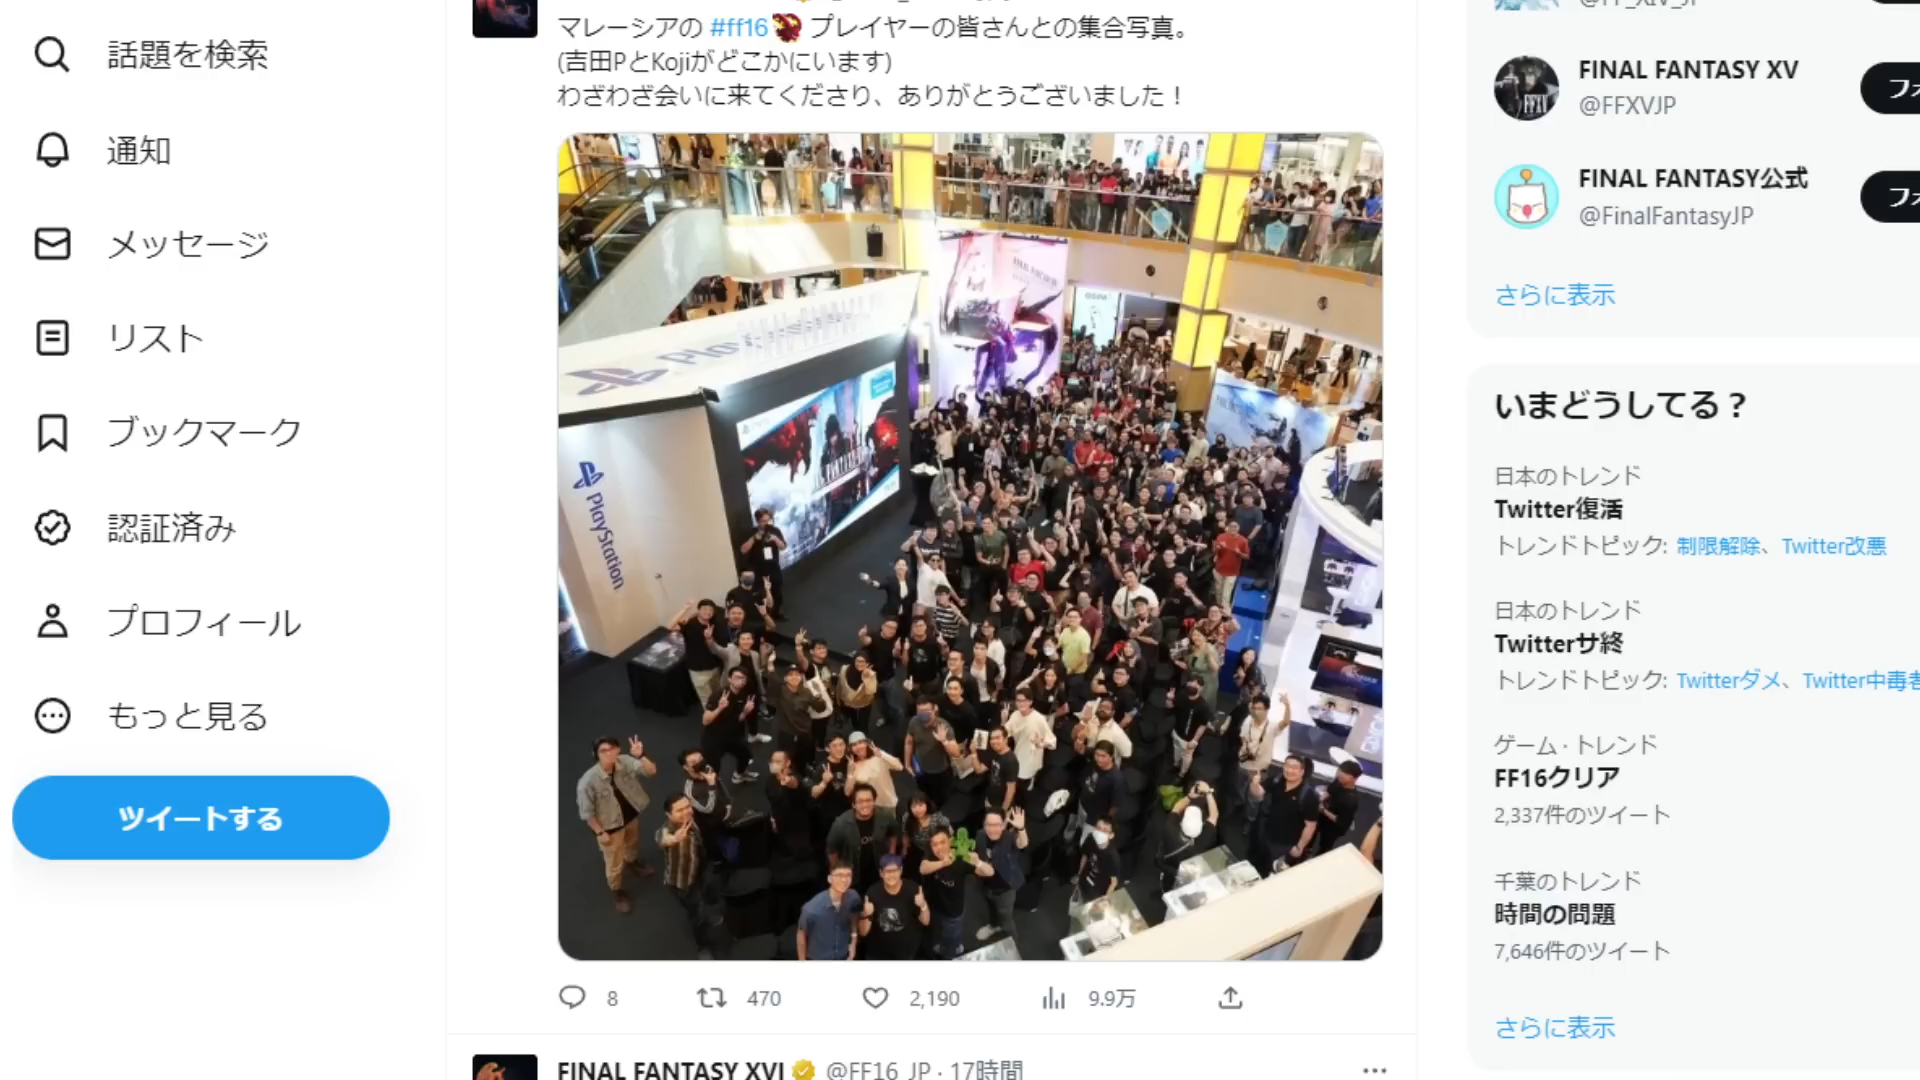 話題を検索
通知
メッセージ
リスト
ブックマーク
認証済み
プロフィール
もっと見る
ツイートする
マレーシアの #ff16 プレイヤーの皆さんとの集合写真。
(吉田PとKojiがどこかにいます)
わざわざ会いに来てくださり、ありがとうございました！
PlayStation
8
470
2,190
9.9万
FINAL FANTASY XVI @FF16_JP · 17時間
FINAL FANTASY XV
@FFXVJP
フォ
FINAL FANTASY公式
@FinalFantasyJP
フォ
さらに表示
いまどうしてる？
日本のトレンド
Twitter復活
トレンドトピック: 制限解除、Twitter改悪
日本のトレンド
Twitterサ終
トレンドトピック: Twitterダメ、Twitter中毒者
ゲーム · トレンド
FF16クリア
2,337件のツイート
千葉のトレンド
時間の問題
7,646件のツイート
さらに表示